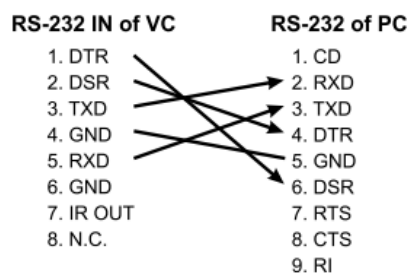 RS-232 IN of VC
1. DTR
2. DSR
3. TXD
4. GND
5. RXD
6. GND
7. IR OUT
8. N.C.
RS-232 of PC
1. CD
2. RXD
3. TXD
4. DTR
5. GND
6. DSR
7. RTS
8. CTS
9. RI